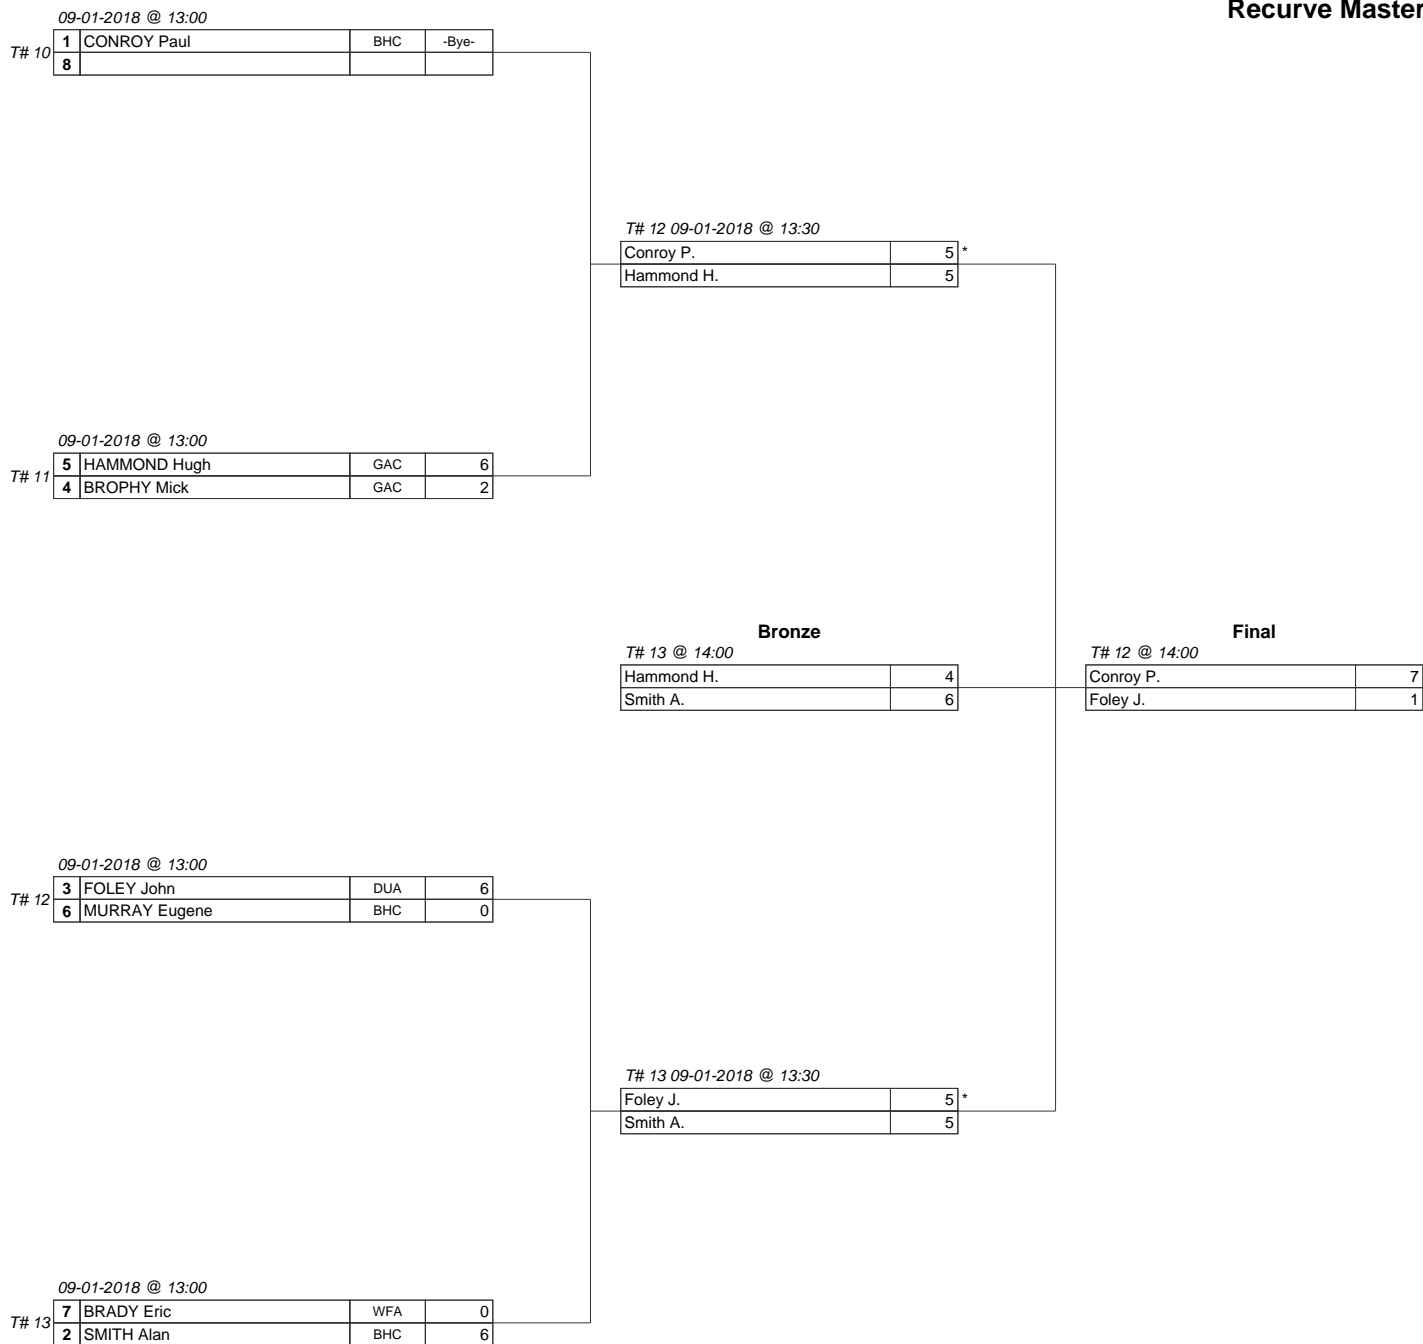 Recurve Master
09-01-2018 @ 13:00
T# 10
1 CONROY Paul BHC -Bye-
8
T# 12 09-01-2018 @ 13:30
Conroy P. 5 *
Hammond H. 5
09-01-2018 @ 13:00
T# 11
5 HAMMOND Hugh GAC 6
4 BROPHY Mick GAC 2
Bronze
T# 13 @ 14:00
Hammond H. 4
Smith A. 6
Final
T# 12 @ 14:00
Conroy P. 7
Foley J. 1
09-01-2018 @ 13:00
T# 12
3 FOLEY John DUA 6
6 MURRAY Eugene BHC 0
T# 13 09-01-2018 @ 13:30
Foley J. 5 *
Smith A. 5
09-01-2018 @ 13:00
T# 13
7 BRADY Eric WFA 0
2 SMITH Alan BHC 6